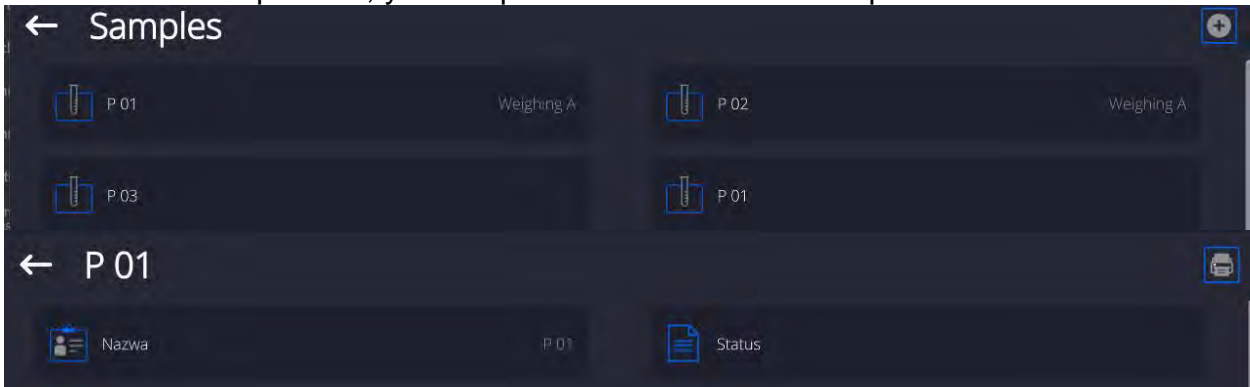 Samples
P 01 Weighing A
P 02 Weighing A
P 03
P 01
P 01
Nazwa P 01
Status